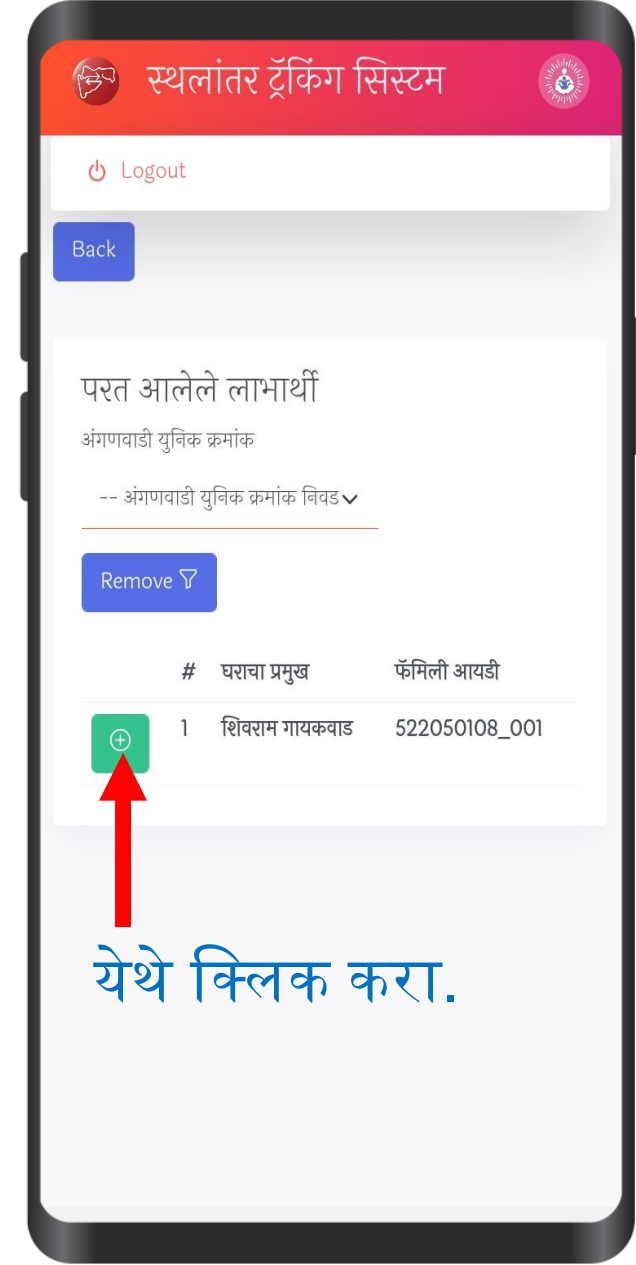 स्थलांतर ट्रॅकिंग सिस्टम
Logout
Back
परत आलेले लाभार्थी
अंगणवाडी युनिक क्रमांक
-- अंगणवाडी युनिक क्रमांक निवड
Remove
# घराचा प्रमुख फॅमिली आयडी
1 शिवराम गायकवाड 522050108_001
येथे क्लिक करा.